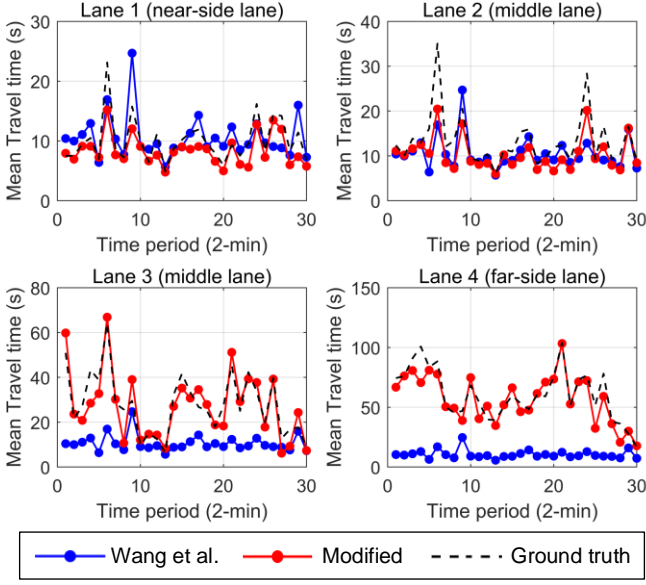 Lane 1 (near-side lane)
Mean Travel time (s)
30
20
10
0
0 10 20 30
Time period (2-min)
Lane 2 (middle lane)
Mean Travel time (s)
40
30
20
10
0
0 10 20 30
Time period (2-min)
Lane 3 (middle lane)
Mean Travel time (s)
80
60
40
20
0
0 10 20 30
Time period (2-min)
Lane 4 (far-side lane)
Mean Travel time (s)
150
100
50
0
0 10 20 30
Time period (2-min)
Wang et al. Modified Ground truth